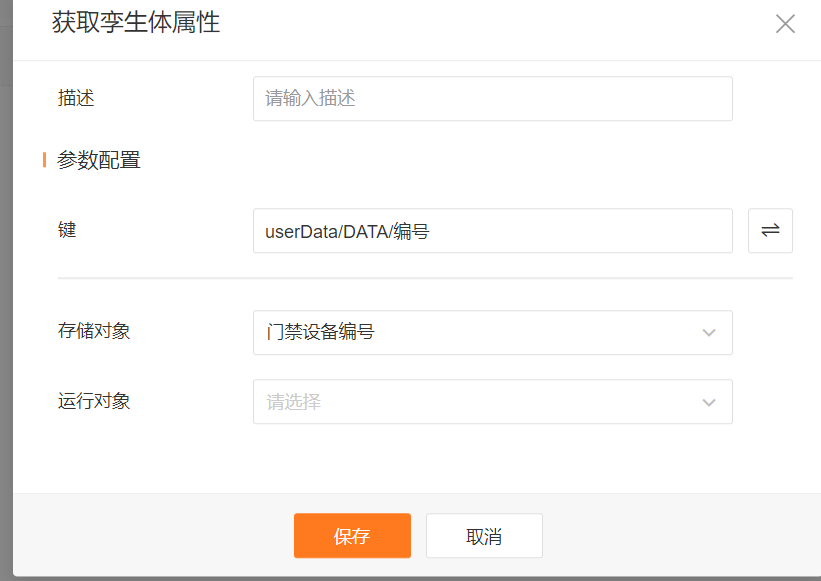 获取孪生体属性
描述
请输入描述
参数配置
键
userData/DATA/编号
存储对象
门禁设备编号
运行对象
请选择
保存
取消